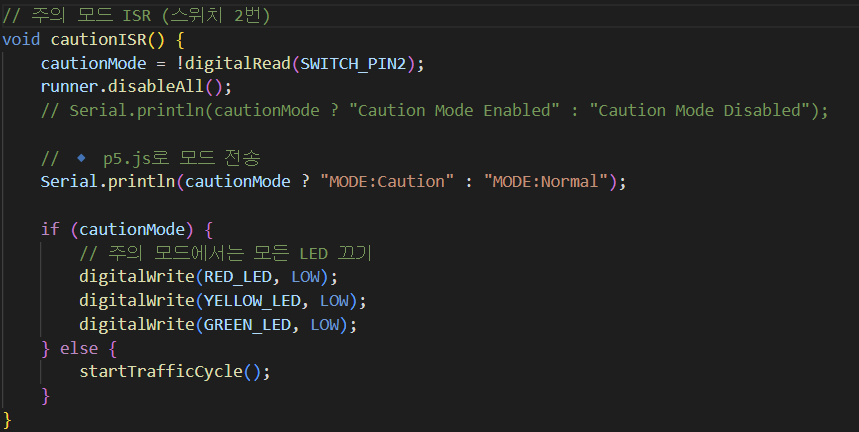 // 주의 모드 ISR (스위치 2번)
void cautionISR() {
    cautionMode = !digitalRead(SWITCH_PIN2);
    runner.disableAll();
    // Serial.println(cautionMode ? "Caution Mode Enabled" : "Caution Mode Disabled");
    // 🔹 p5.js로 모드 전송
    Serial.println(cautionMode ? "MODE:Caution" : "MODE:Normal");
    if (cautionMode) {
        // 주의 모드에서는 모든 LED 끄기
        digitalWrite(RED_LED, LOW);
        digitalWrite(YELLOW_LED, LOW);
        digitalWrite(GREEN_LED, LOW);
    } else {
        startTrafficCycle();
    }
}